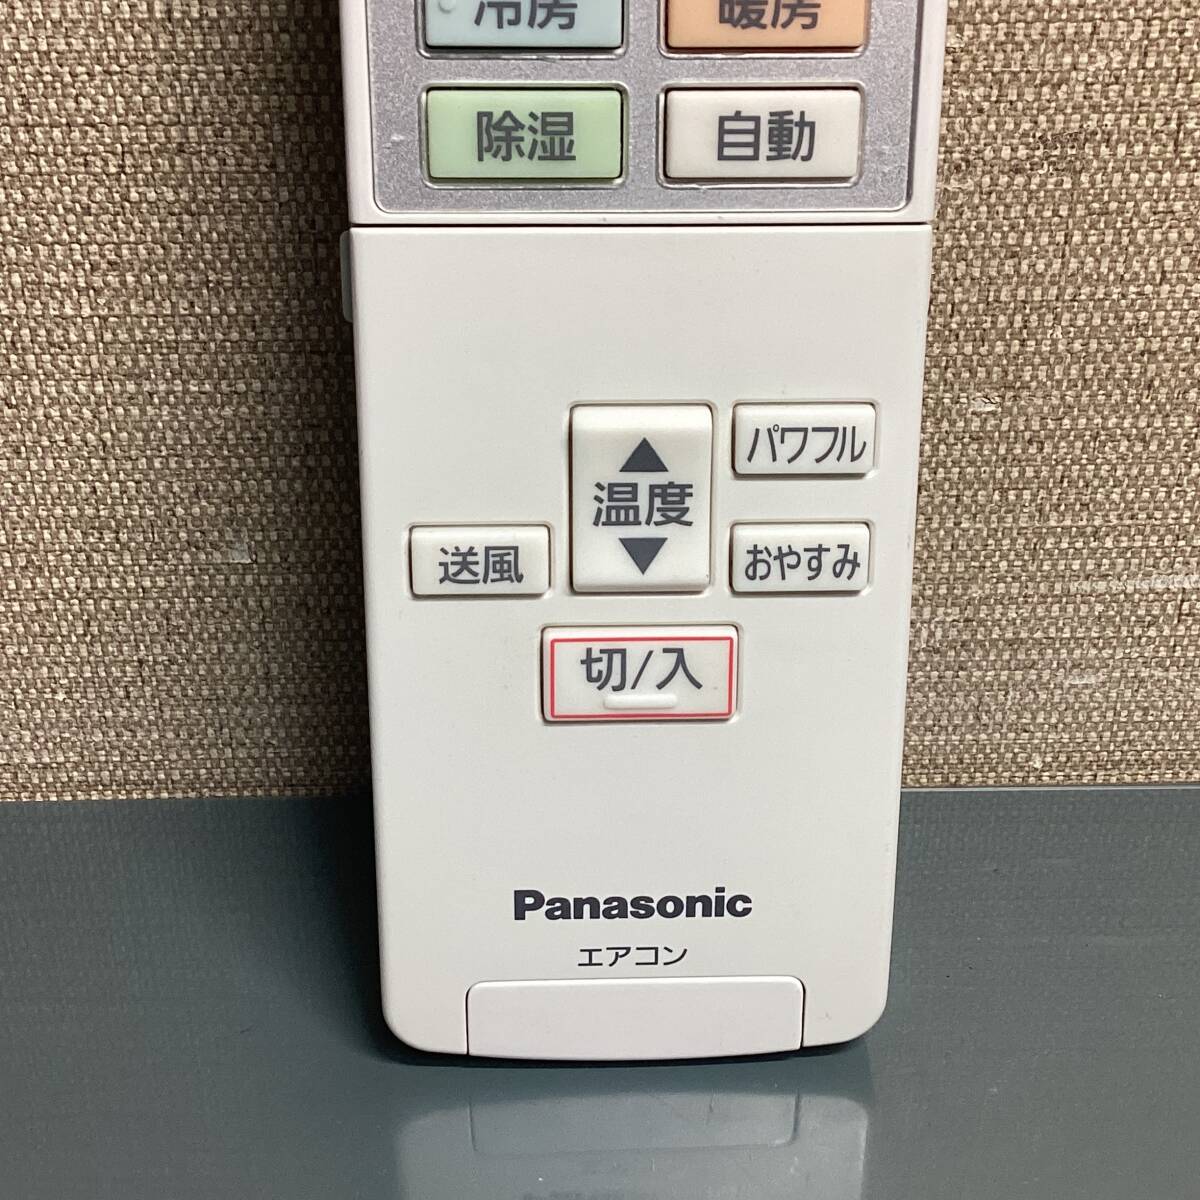 冷房 暖房
除湿 自動
パワフル
温度
送風
おやすみ
切/入
Panasonic
エアコン